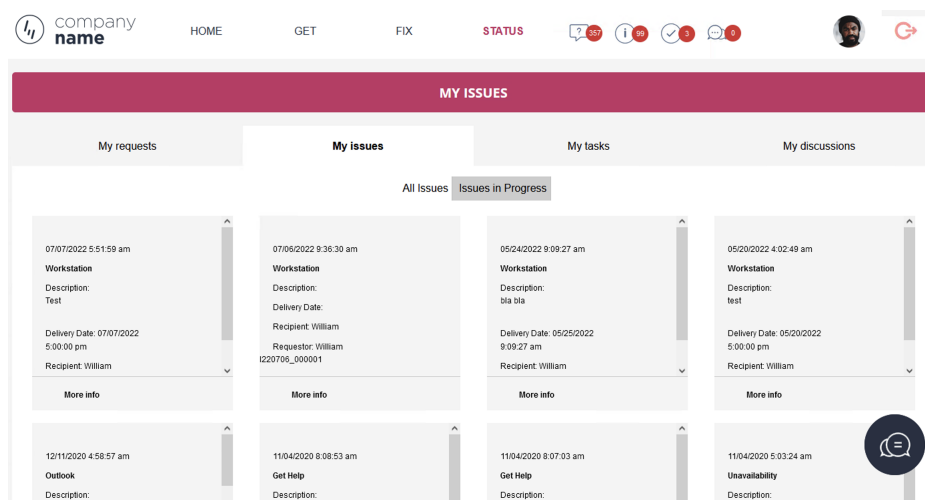 company
name
HOME GET FIX STATUS ? 357 i 99 3 0
MY ISSUES
My requests My issues My tasks My discussions
All Issues Issues in Progress
07/07/2022 5:51:59 am
Workstation
Description:
Test
Delivery Date: 07/07/2022
5:00:00 pm
Recipient: William
More info
07/06/2022 9:36:30 am
Workstation
Description:
Delivery Date:
Recipient: William
Requestor: William
I220706_000001
More info
05/24/2022 9:09:27 am
Workstation
Description:
bla bla
Delivery Date: 05/25/2022
9:09:27 am
Recipient: William
More info
05/20/2022 4:02:49 am
Workstation
Description:
test
Delivery Date: 05/20/2022
5:00:00 pm
Recipient: William
More info
12/11/2020 4:58:57 am
Outlook
Description:
11/04/2020 8:08:53 am
Get Help
Description:
11/04/2020 8:07:03 am
Get Help
Description:
11/04/2020 5:03:24 am
Unavailability
Description: